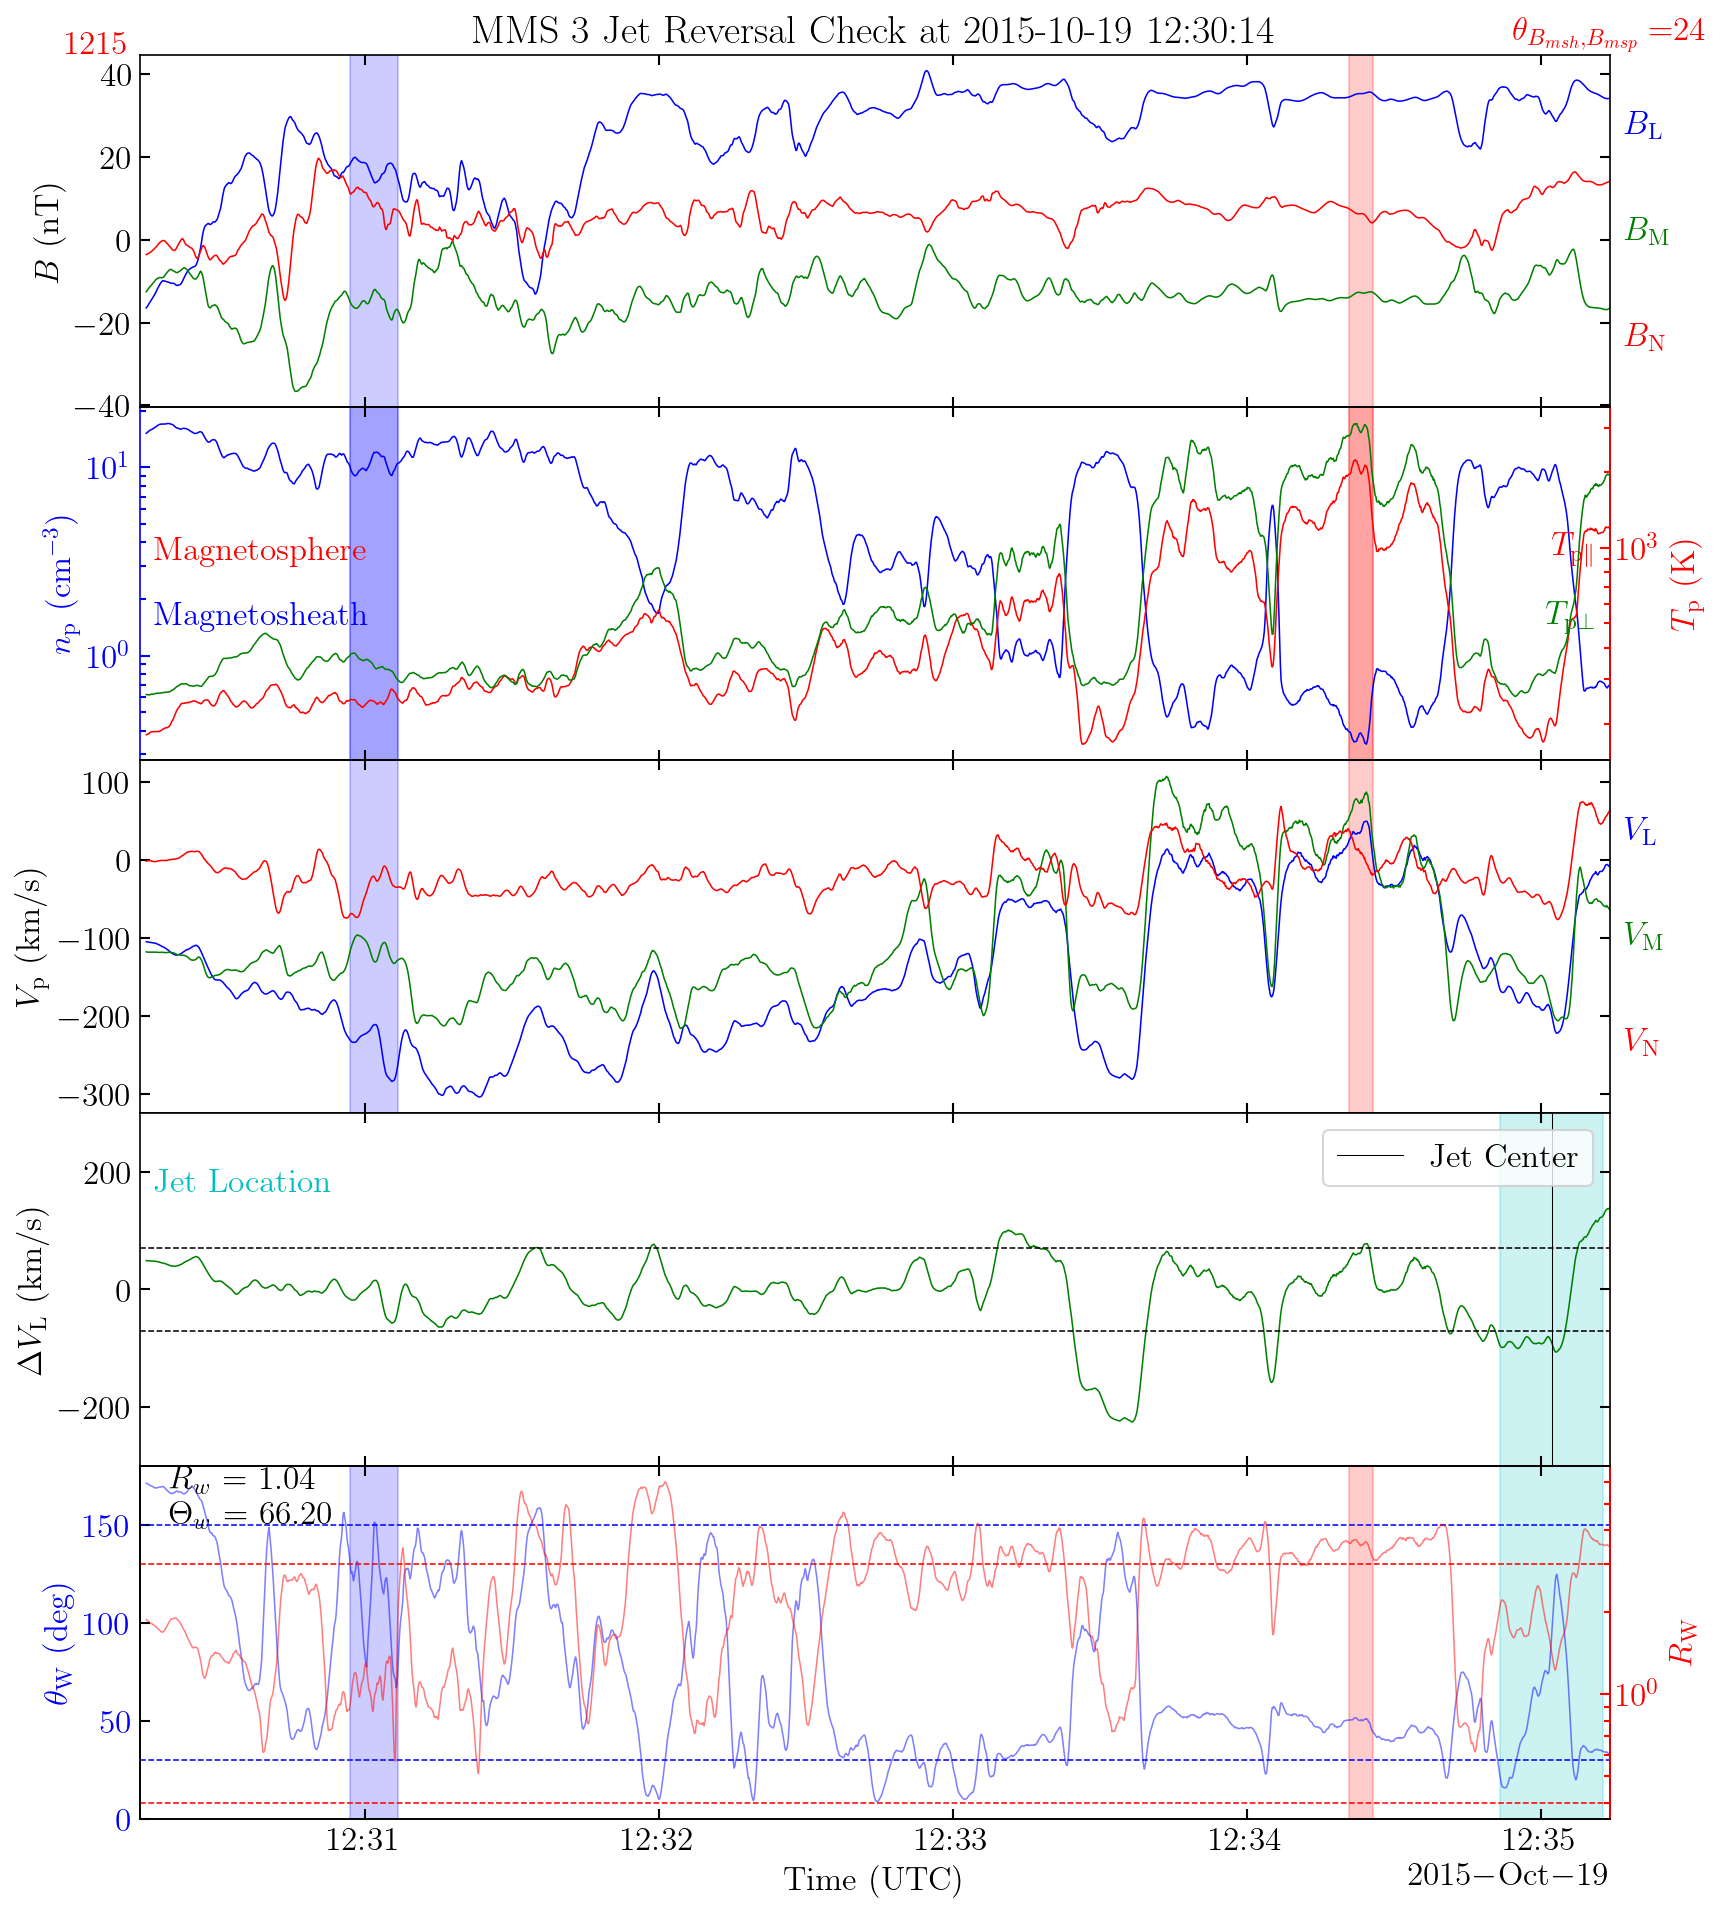 MMS 3 Jet Reversal Check at 2015-10-19 12:30:14
1215
θ_{B_{msh},B_{msp}} =24
40
20
0
−20
−40
B (nT)
B_L
B_M
B_N
10^1
10^0
n_p (cm^{−3})
Magnetosphere
Magnetosheath
T_{p∥}
T_{p⊥}
10^3
T_p (K)
100
0
−100
−200
−300
V_p (km/s)
V_L
V_M
V_N
200
0
−200
ΔV_L (km/s)
Jet Location
Jet Center
R_w = 1.04
Θ_w = 66.20
150
100
50
0
θ_W (deg)
10^0
R_W
12:31 12:32 12:33 12:34 12:35
2015−Oct−19
Time (UTC)